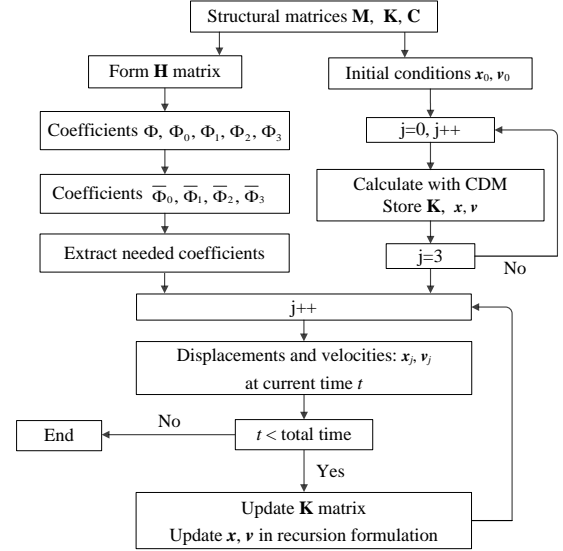 Structural matrices M, K, C
Form H matrix
Initial conditions x₀, v₀
Coefficients Φ, Φ₀, Φ₁, Φ₂, Φ₃
j=0, j++
Coefficients Φ̅₀, Φ̅₁, Φ̅₂, Φ̅₃
Calculate with CDM
Store K, x, v
Extract needed coefficients
j=3
No
j++
Displacements and velocities: xⱼ, vⱼ
at current time t
No
End
t < total time
Yes
Update K matrix
Update x, v in recursion formulation